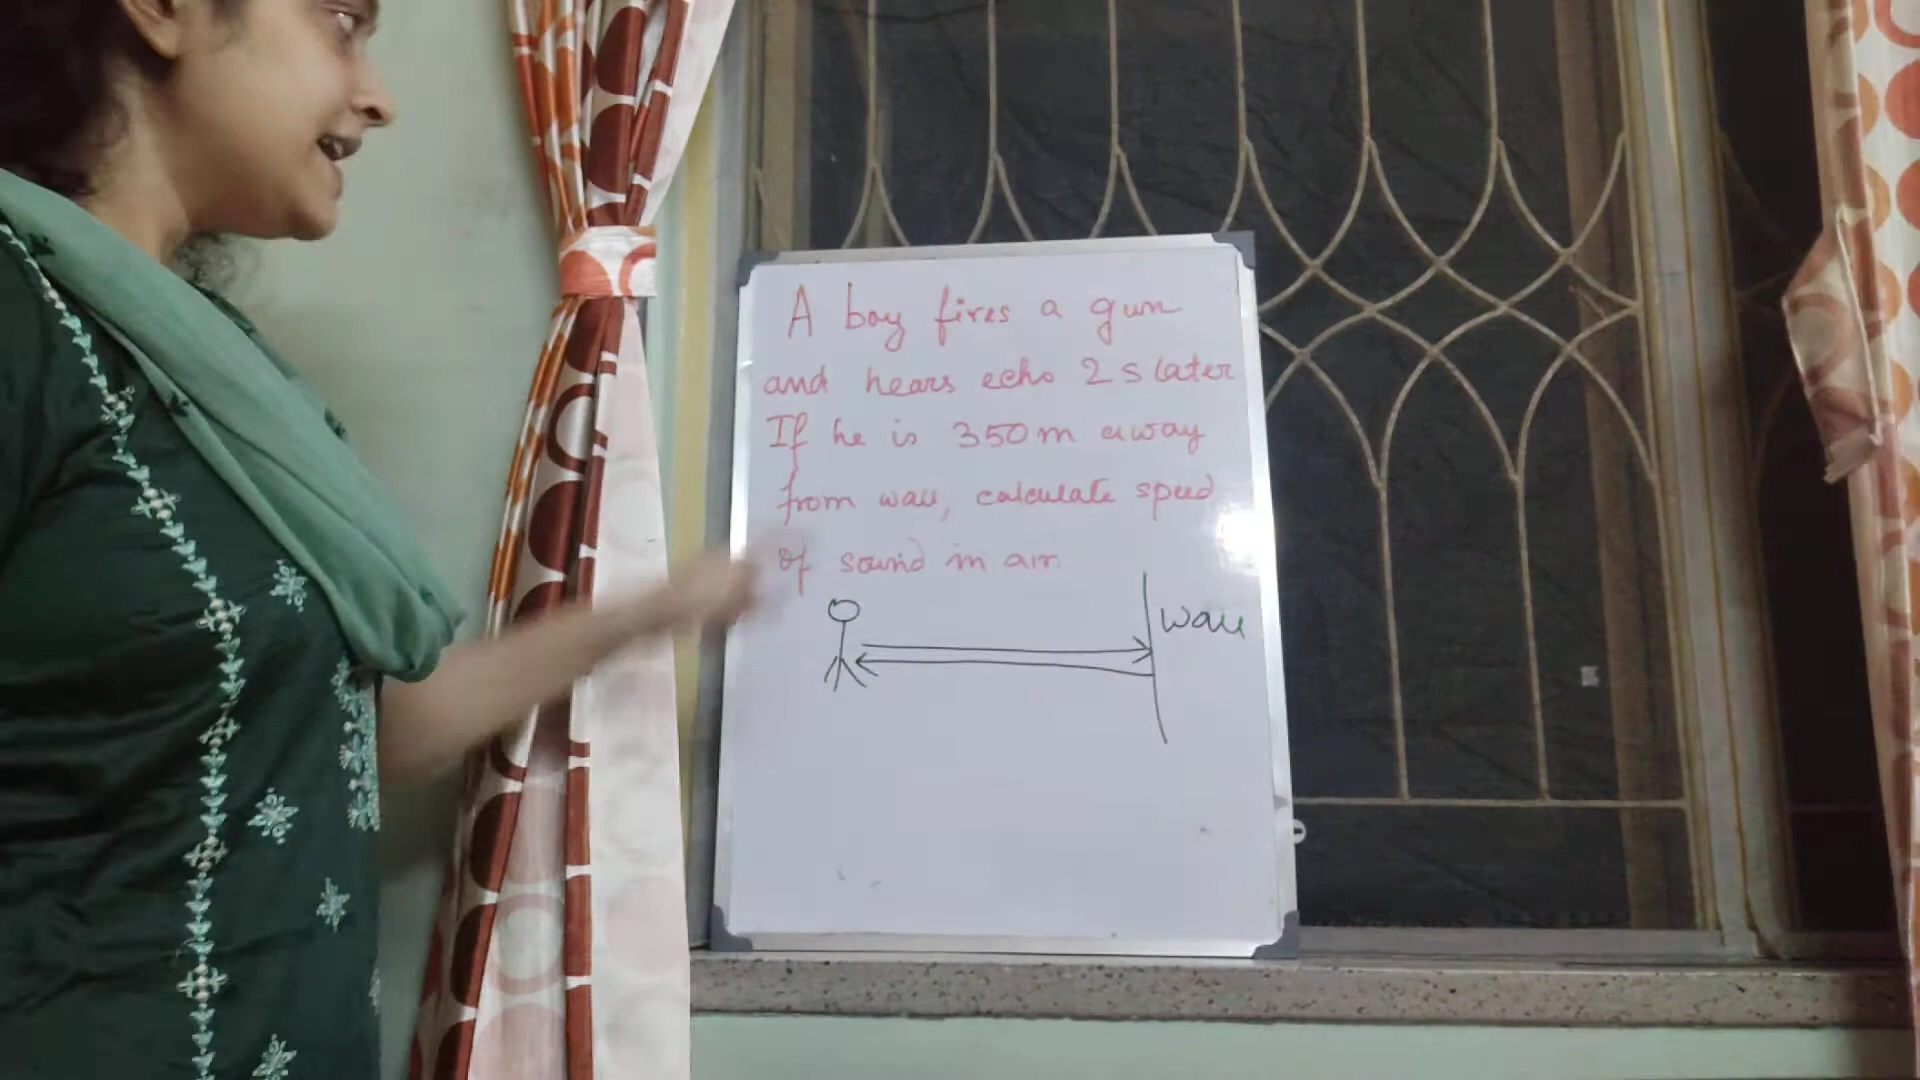 A boy fires a gun
and hears echo 2 s later
If he is 350m away
from wall, calculate speed
of sound in air.
wall